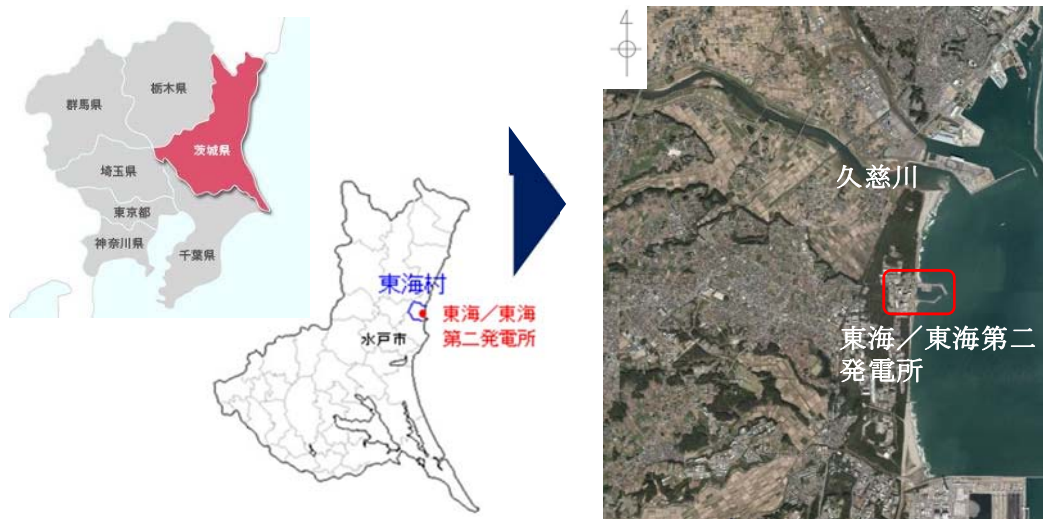 群馬県
栃木県
茨城県
埼玉県
東京都
神奈川県
千葉県
東海村
東海／東海
第二発電所
水戸市
久慈川
東海／東海第二
発電所